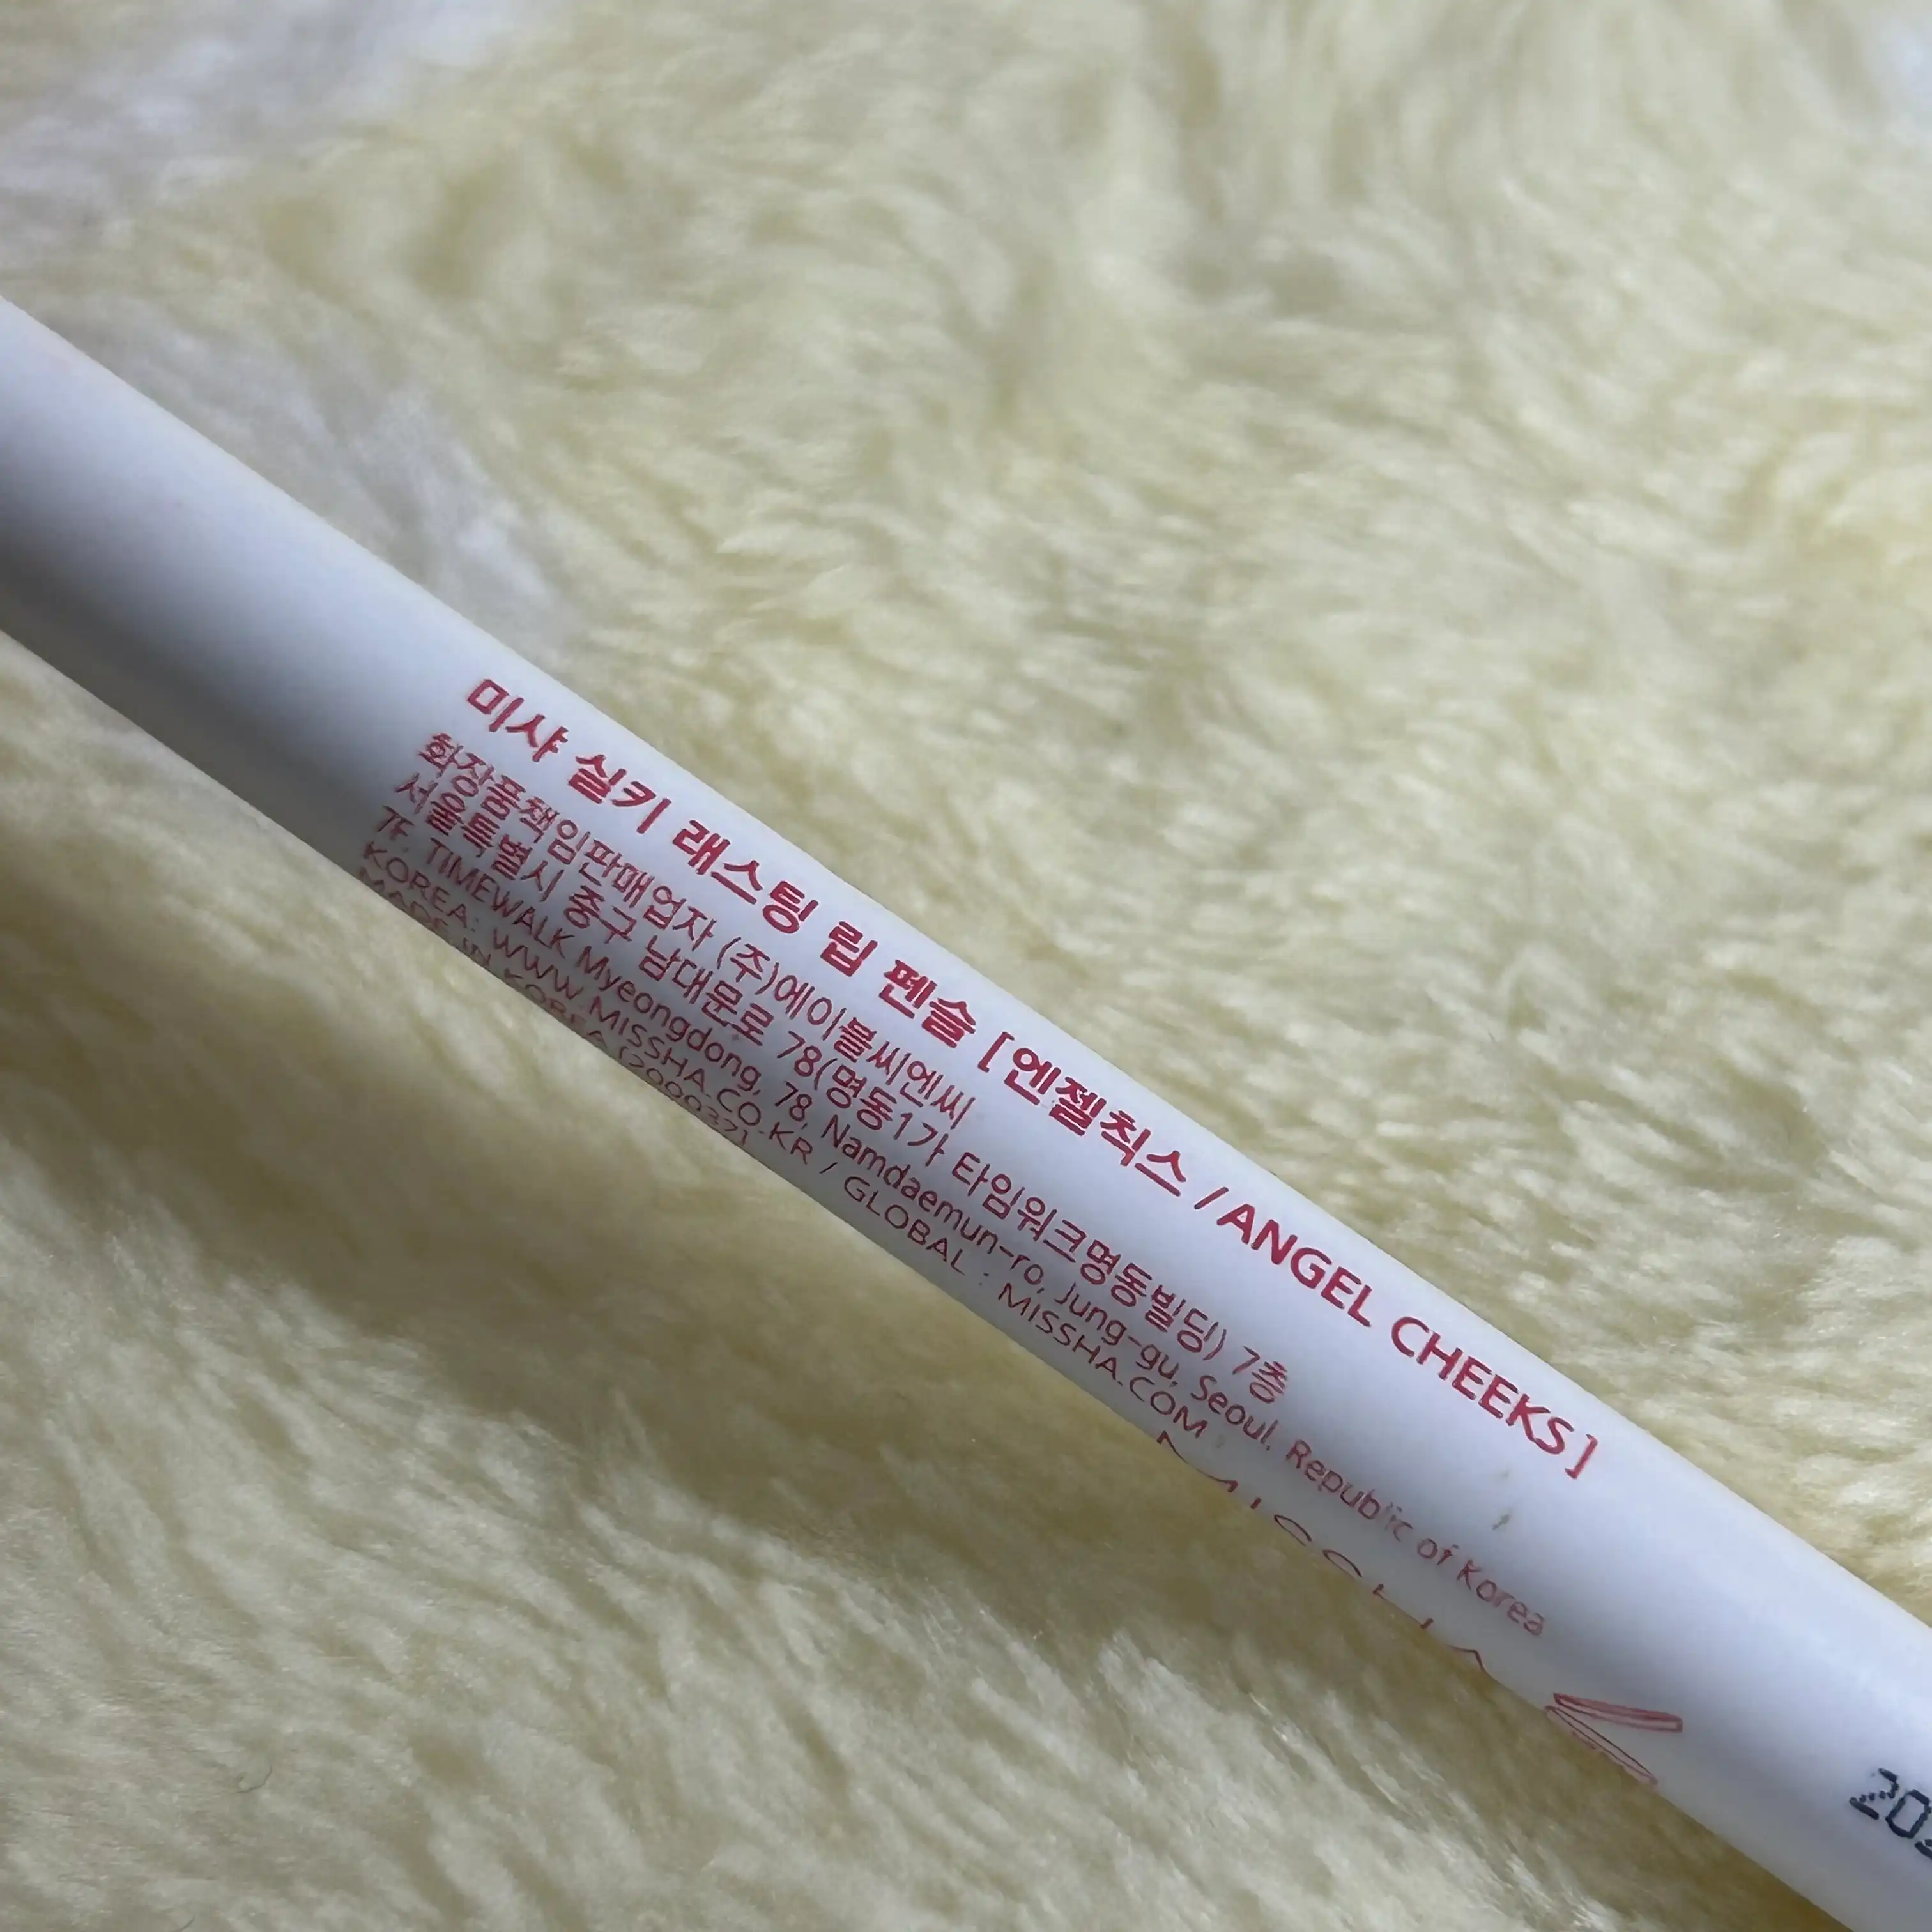 미샤 실키 래스팅 립 펜슬 [엔젤칙스 / ANGEL CHEEKS]
화장품책임판매업자 (주)에이블씨엔씨
서울특별시 중구 남대문로 78(명동1가 타임워크명동빌딩) 7층
7F, TIMEWALK Myeongdong, 78, Namdaemun-ro, Jung-gu, Seoul, Republic of Korea
KOREA: WWW.MISSHA.CO.KR / GLOBAL : MISSHA.COM
MADE IN KOREA
MISSHA